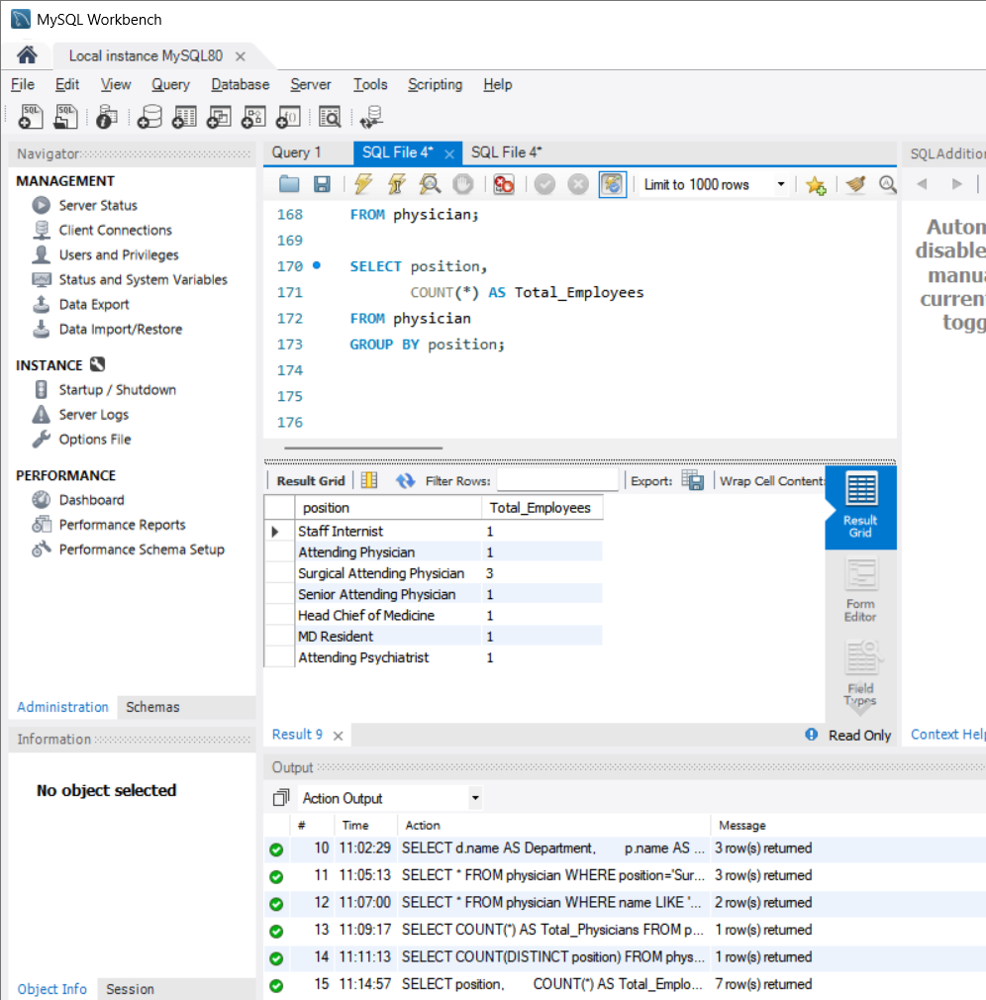 MySQL Workbench
Local instance MySQL80
File Edit View Query Database Server Tools Scripting Help
Navigator
MANAGEMENT
Server Status
Client Connections
Users and Privileges
Status and System Variables
Data Export
Data Import/Restore
INSTANCE
Startup / Shutdown
Server Logs
Options File
PERFORMANCE
Dashboard
Performance Reports
Performance Schema Setup
Administration Schemas
Information
No object selected
Object Info Session
Query 1 SQL File 4* SQL File 4*
Limit to 1000 rows
168 FROM physician;
169
170 SELECT position,
171 COUNT(*) AS Total_Employees
172 FROM physician
173 GROUP BY position;
174
175
176
Result Grid Filter Rows: Export: Wrap Cell Content:
position Total_Employees
Staff Internist 1
Attending Physician 1
Surgical Attending Physician 3
Senior Attending Physician 1
Head Chief of Medicine 1
MD Resident 1
Attending Psychiatrist 1
Result
Grid
Form
Editor
Field
Types
Result 9 Read Only
Output
Action Output
# Time Action Message
10 11:02:29 SELECT d.name AS Department, p.name AS ... 3 row(s) returned
11 11:05:13 SELECT * FROM physician WHERE position='Sur... 3 row(s) returned
12 11:07:00 SELECT * FROM physician WHERE name LIKE '... 2 row(s) returned
13 11:09:17 SELECT COUNT(*) AS Total_Physicians FROM p... 1 row(s) returned
14 11:11:13 SELECT COUNT(DISTINCT position) FROM phys... 1 row(s) returned
15 11:14:57 SELECT position, COUNT(*) AS Total_Emplo... 7 row(s) returned
SQLAddition
Autom
disable
manua
curren
togg
Context Help